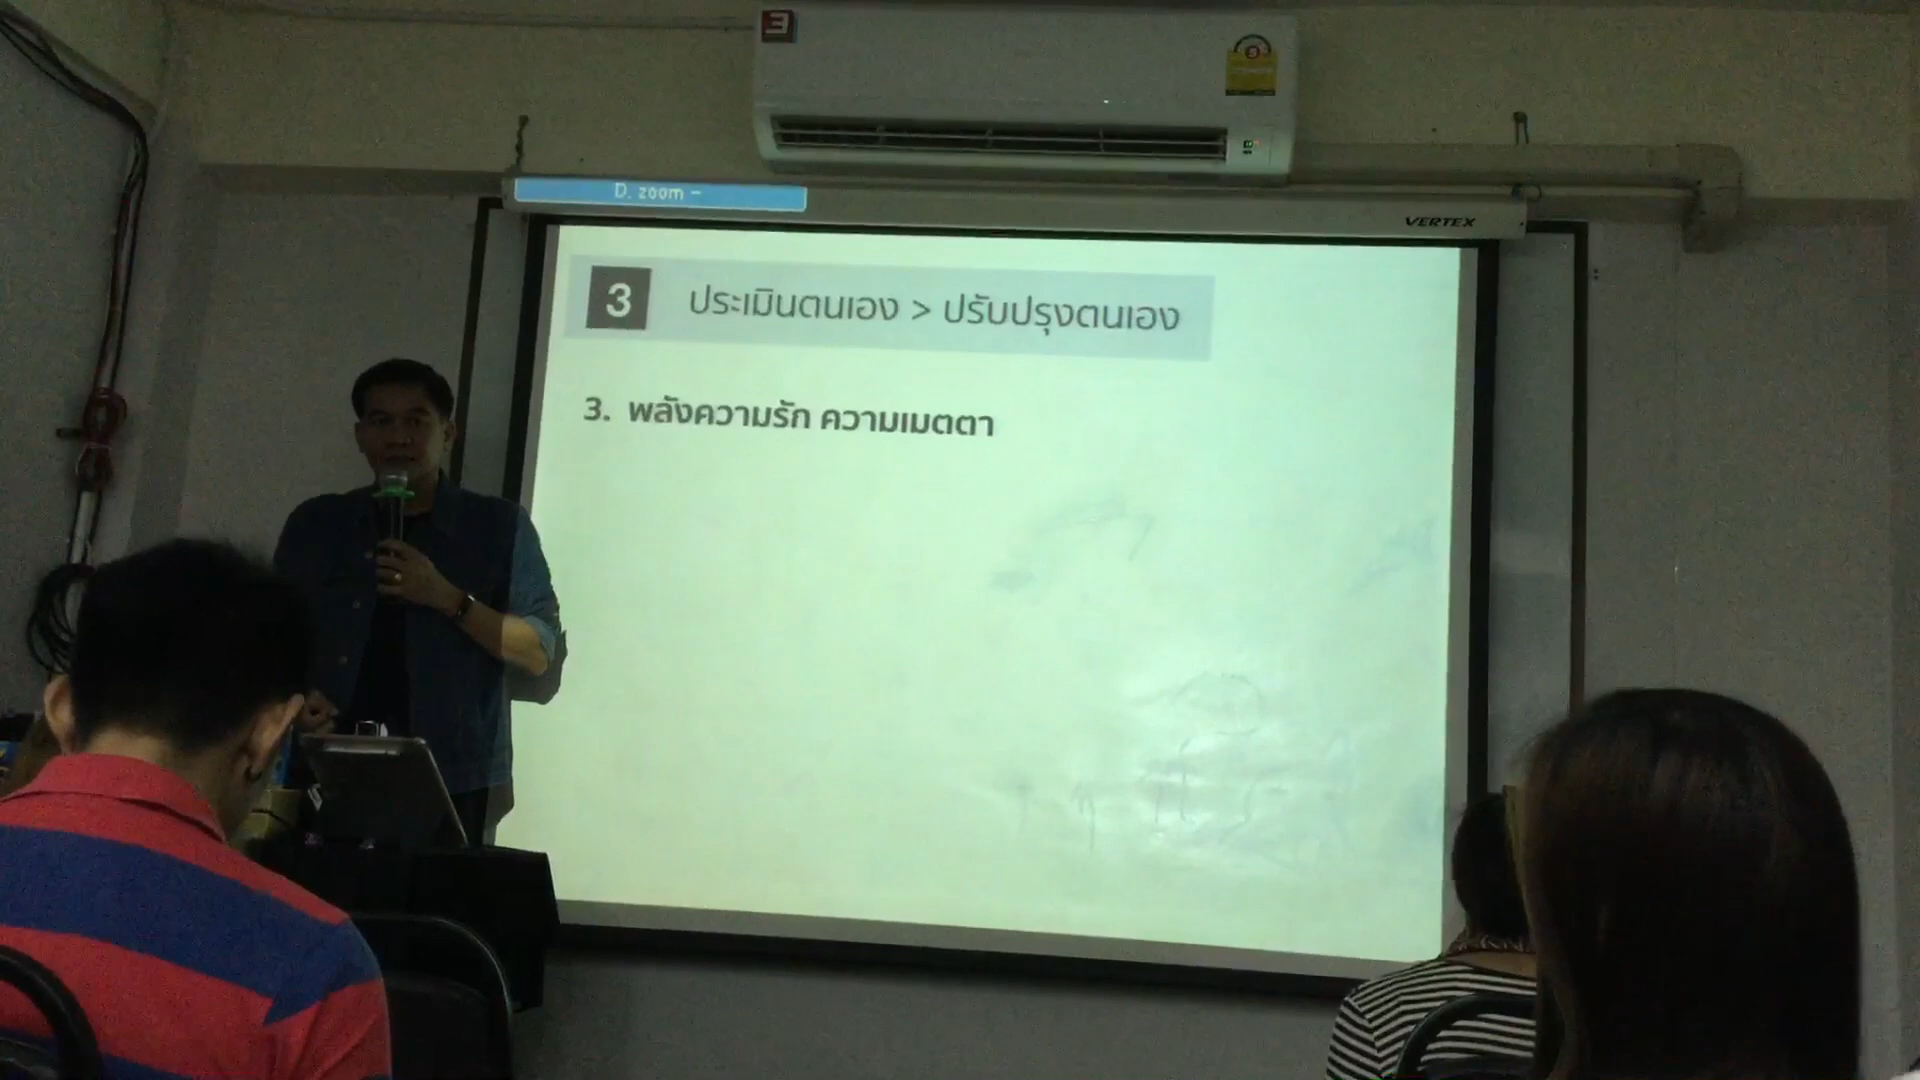 3
D. zoom -
VERTEX
3 ประเมินตนเอง > ปรับปรุงตนเอง
3. พลังความรัก ความเมตตา